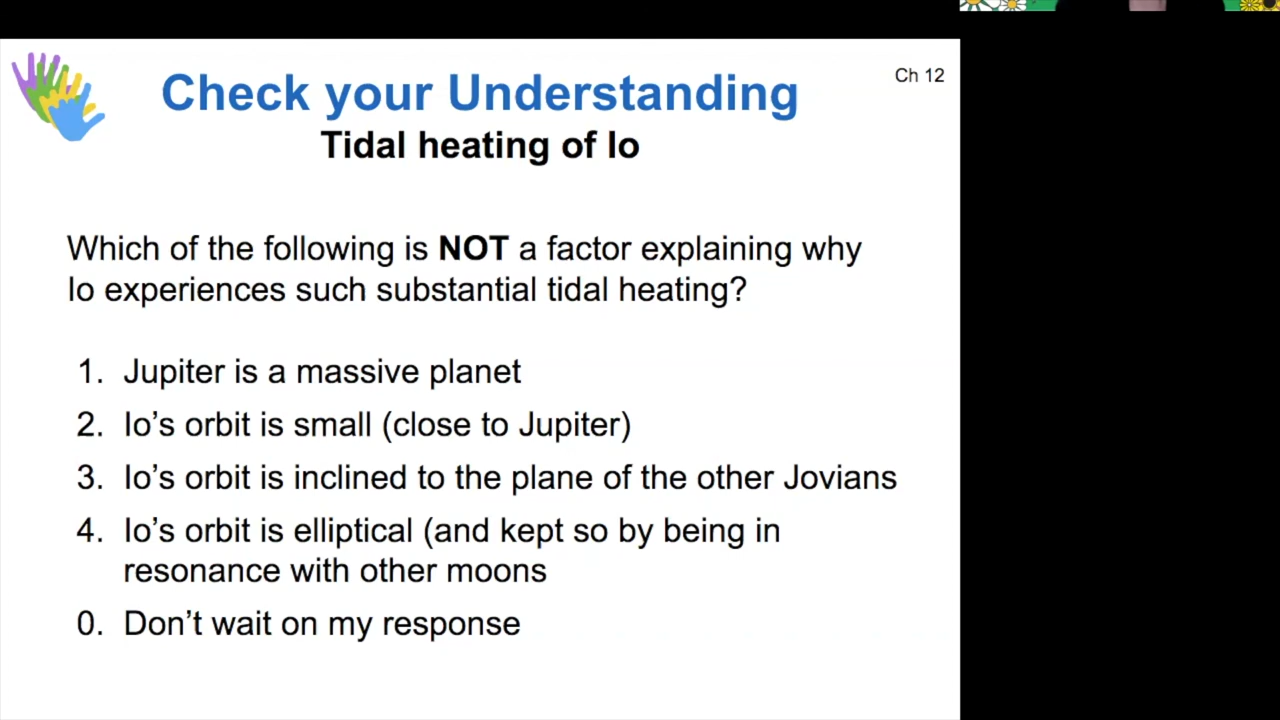 Check your Understanding
Ch 12
Tidal heating of Io
Which of the following is NOT a factor explaining why
Io experiences such substantial tidal heating?
1. Jupiter is a massive planet
2. Io’s orbit is small (close to Jupiter)
3. Io’s orbit is inclined to the plane of the other Jovians
4. Io’s orbit is elliptical (and kept so by being in
resonance with other moons
0. Don’t wait on my response